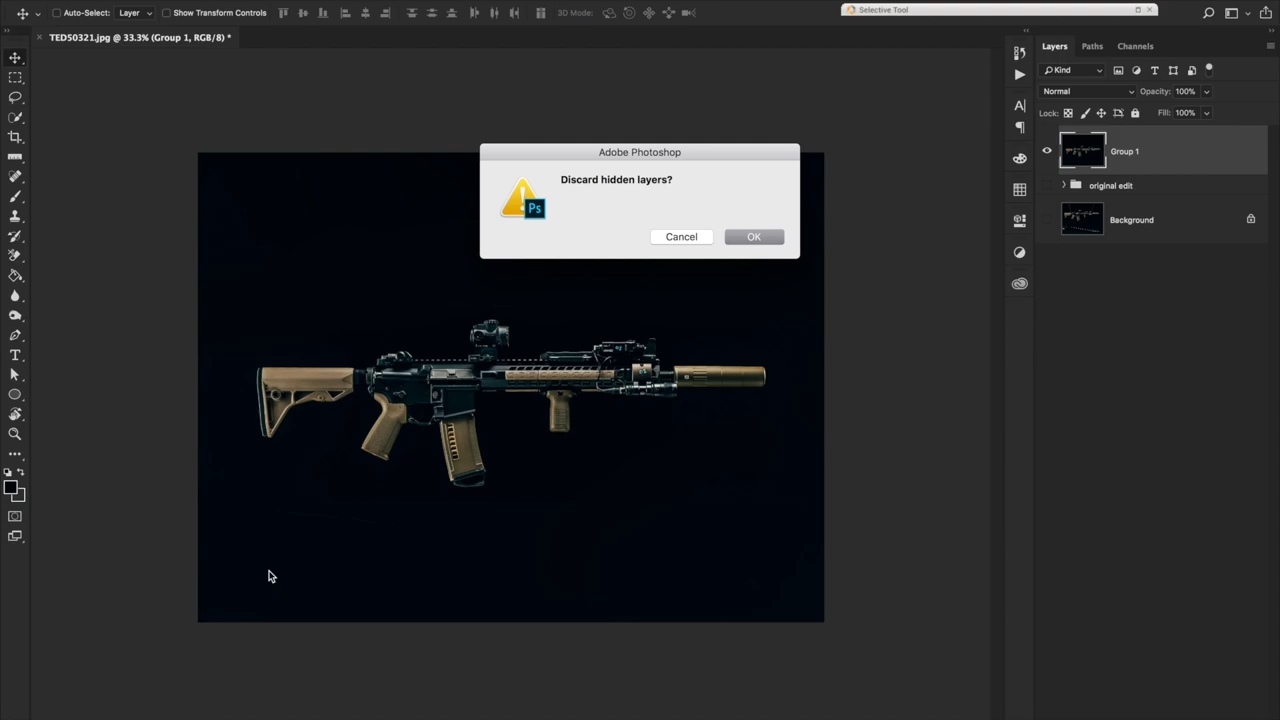 Auto-Select:
Layer
Show Transform Controls
3D Mode:
Selective Tool
TED50321.jpg @ 33.3% (Group 1, RGB/8) *
Layers
Paths
Channels
Kind
Normal
Opacity: 100%
Lock:
Fill: 100%
Adobe Photoshop
Discard hidden layers?
Ps
Cancel
OK
Group 1
original edit
Background